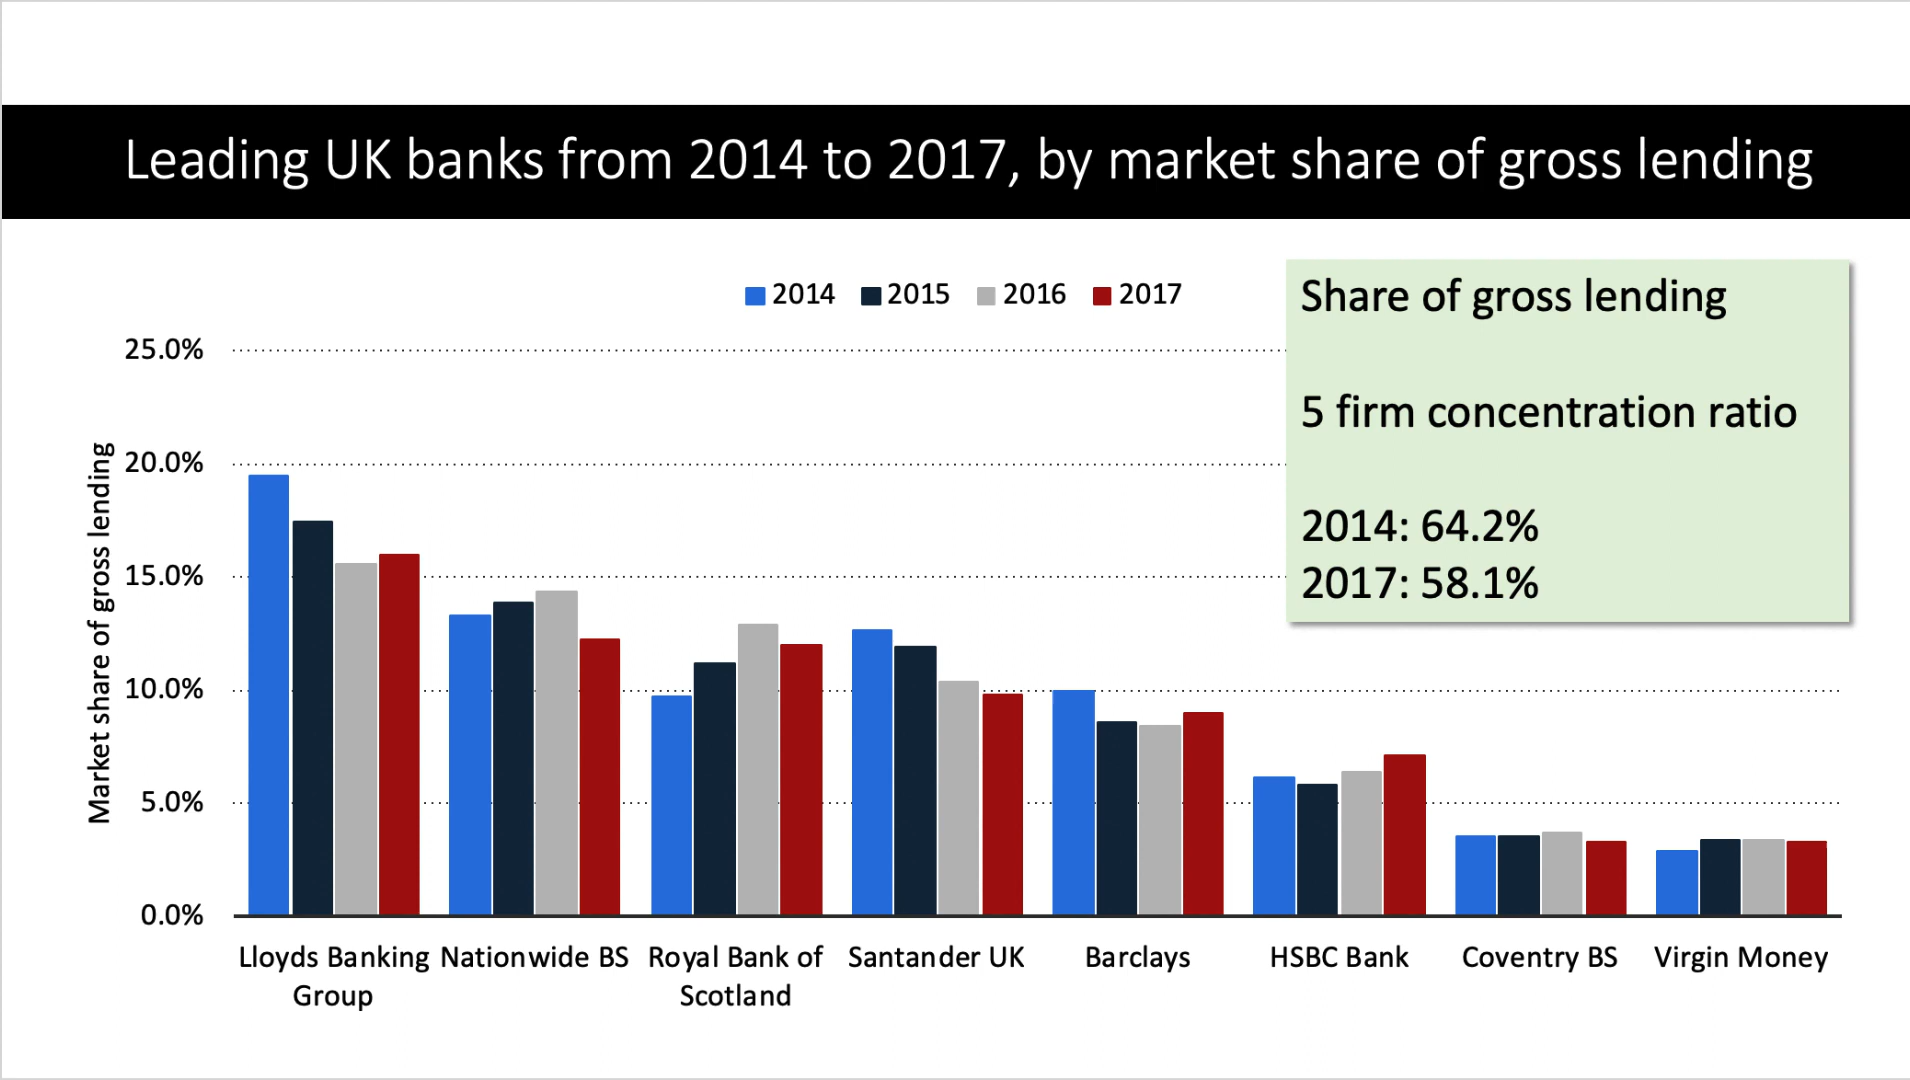 Leading UK banks from 2014 to 2017, by market share of gross lending
2014 2015 2016 2017
Share of gross lending
5 firm concentration ratio
2014: 64.2%
2017: 58.1%
Market share of gross lending
25.0%
20.0%
15.0%
10.0%
5.0%
0.0%
Lloyds Banking
Group
Nationwide BS
Royal Bank of
Scotland
Santander UK
Barclays
HSBC Bank
Coventry BS
Virgin Money